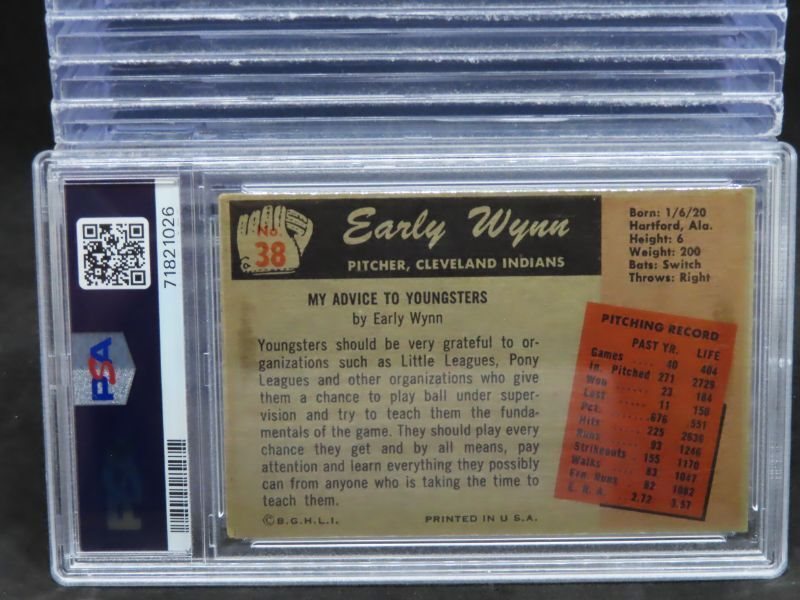 71821026
PSA
No.
38
Early Wynn
PITCHER, CLEVELAND INDIANS
Born: 1/6/20
Hartford, Ala.
Height: 6
Weight: 200
Bats: Switch
Throws: Right
MY ADVICE TO YOUNGSTERS
by Early Wynn
Youngsters should be very grateful to or-
ganizations such as Little Leagues, Pony
Leagues and other organizations who give
them a chance to play ball under super-
vision and try to teach them the funda-
mentals of the game. They should play every
chance they get and by all means, pay
attention and learn everything they possibly
can from anyone who is taking the time to
teach them.
©B.G.H.L.I. PRINTED IN U.S.A.
PITCHING RECORD
PAST YR. LIFE
Games .... 40 404
In. Pitched 271 2729
Won ...... 23 184
Lost ...... 11 150
Pct. ...... .676 .551
Hits ...... 225 2636
Runs ..... 93 1246
Strikeouts 155 1170
Walks .... 83 1047
Ern. Runs 82 1082
E. R. A. .. 2.72 3.57